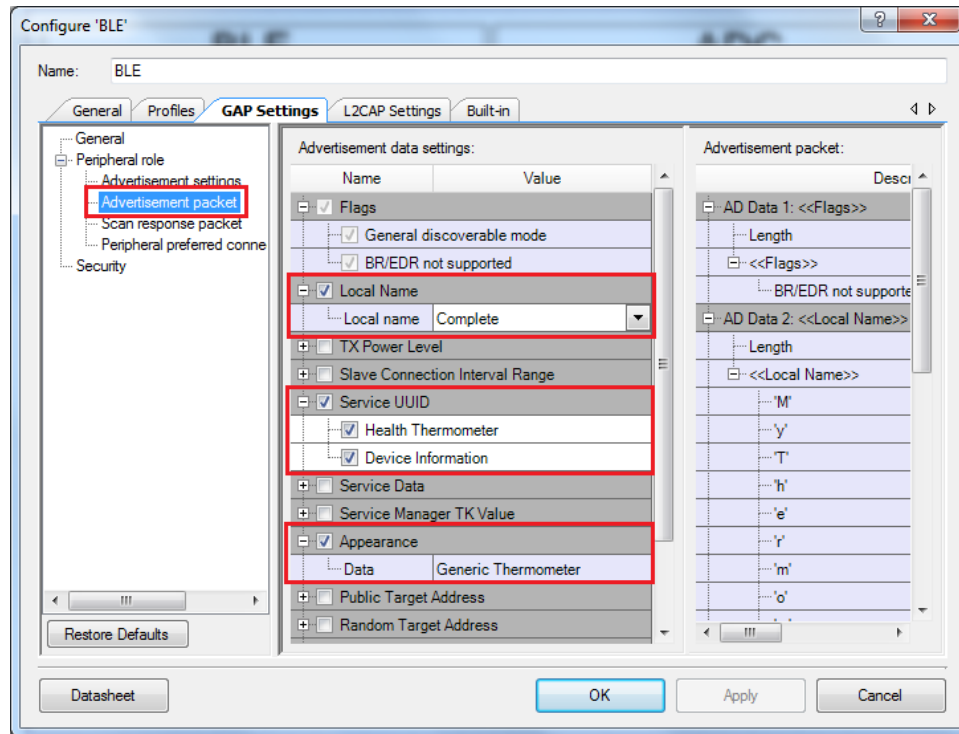 Configure 'BLE'
Name: BLE
General Profiles GAP Settings L2CAP Settings Built-in
General
Peripheral role
Advertisement settings
Advertisement packet
Scan response packet
Peripheral preferred conne
Security
Restore Defaults
Advertisement data settings:
Name Value
Flags
General discoverable mode
BR/EDR not supported
Local Name
Local name Complete
TX Power Level
Slave Connection Interval Range
Service UUID
Health Thermometer
Device Information
Service Data
Service Manager TK Value
Appearance
Data Generic Thermometer
Public Target Address
Random Target Address
Advertisement packet:
Descr
AD Data 1: <<Flags>>
Length
<<Flags>>
BR/EDR not supporte
AD Data 2: <<Local Name>>
Length
<<Local Name>>
'M'
'y'
'T'
'h'
'e'
'r'
'm'
'o'
Datasheet OK Apply Cancel